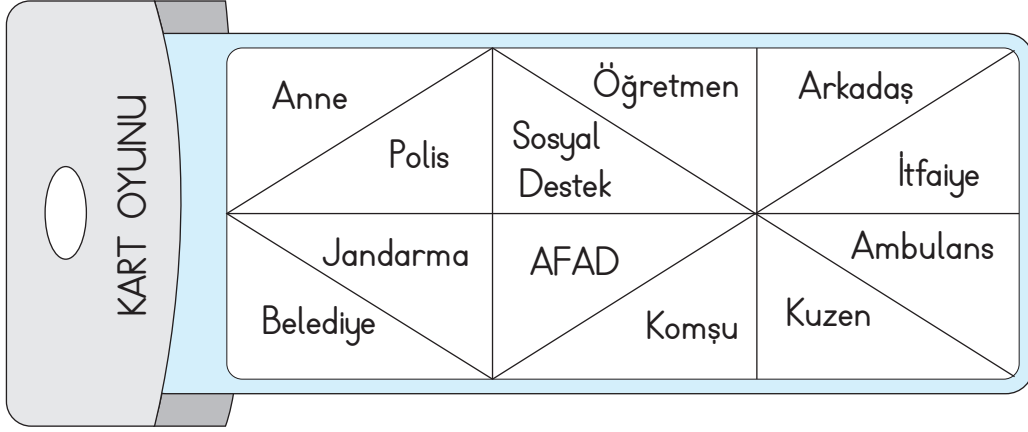 KART OYUNU
Anne
Polis
Sosyal
Destek
Öğretmen
Arkadaş
İtfaiye
Jandarma
Belediye
AFAD
Komşu
Ambulans
Kuzen